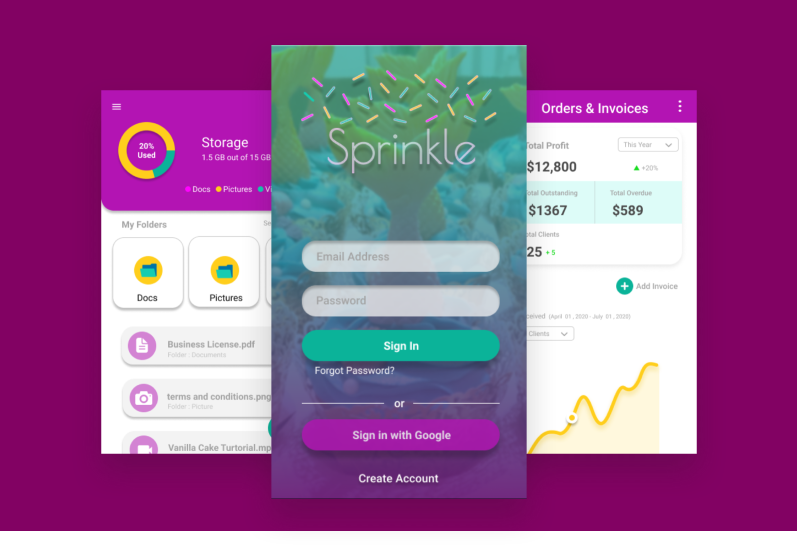 20%
Used
Storage
1.5 GB out of 15 GB
Docs
Pictures
My Folders
Docs
Pictures
Business License.pdf
Folder : Documents
terms and conditions.png
Folder : Picture
Vanilla Cake Turtorial.mp
Sprinkle
Email Address
Password
Sign In
Forgot Password?
or
Sign in with Google
Create Account
Orders & Invoices
Total Profit
This Year
$12,800
+20%
Total Outstanding
Total Overdue
$1367
$589
Total Clients
25 +5
Add Invoice
(April 01 , 2020 - July 01 , 2020)
Clients